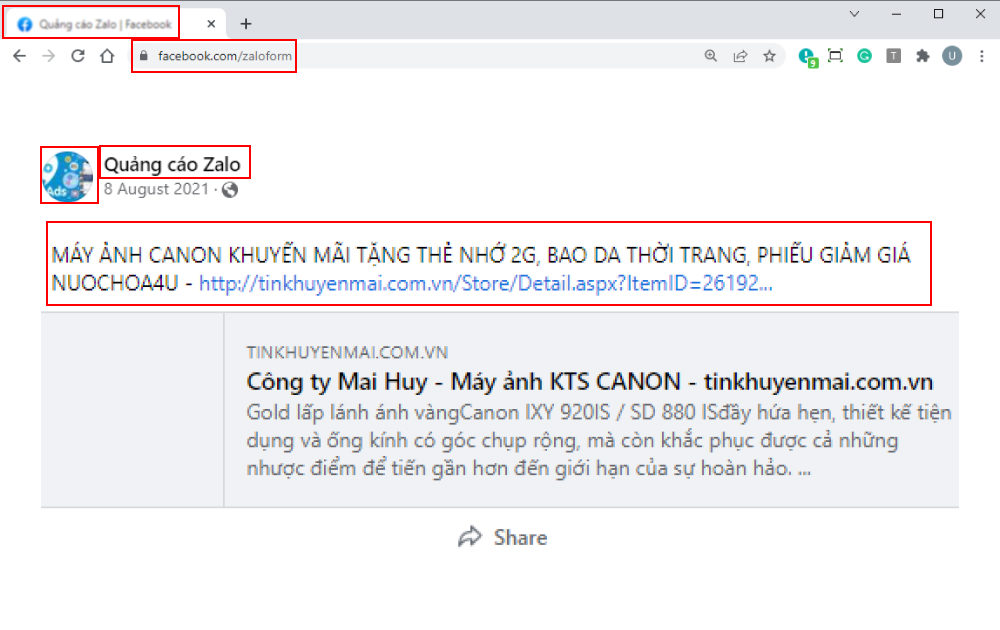 Quảng cáo Zalo | Facebook
facebook.com/zaloform
9
T
U
Ads
Quảng cáo Zalo
8 August 2021 ·
MÁY ẢNH CANON KHUYẾN MÃI TẶNG THẺ NHỚ 2G, BAO DA THỜI TRANG, PHIẾU GIẢM GIÁ
NUOCHOA4U - http://tinkhuyenmai.com.vn/Store/Detail.aspx?ItemID=26192...
TINKHUYENMAI.COM.VN
Công ty Mai Huy - Máy ảnh KTS CANON - tinkhuyenmai.com.vn
Gold lấp lánh ánh vàngCanon IXY 920IS / SD 880 ISđầy hứa hẹn, thiết kế tiện
dụng và ống kính có góc chụp rộng, mà còn khắc phục được cả những
nhược điểm để tiến gần hơn đến giới hạn của sự hoàn hảo. ...
Share